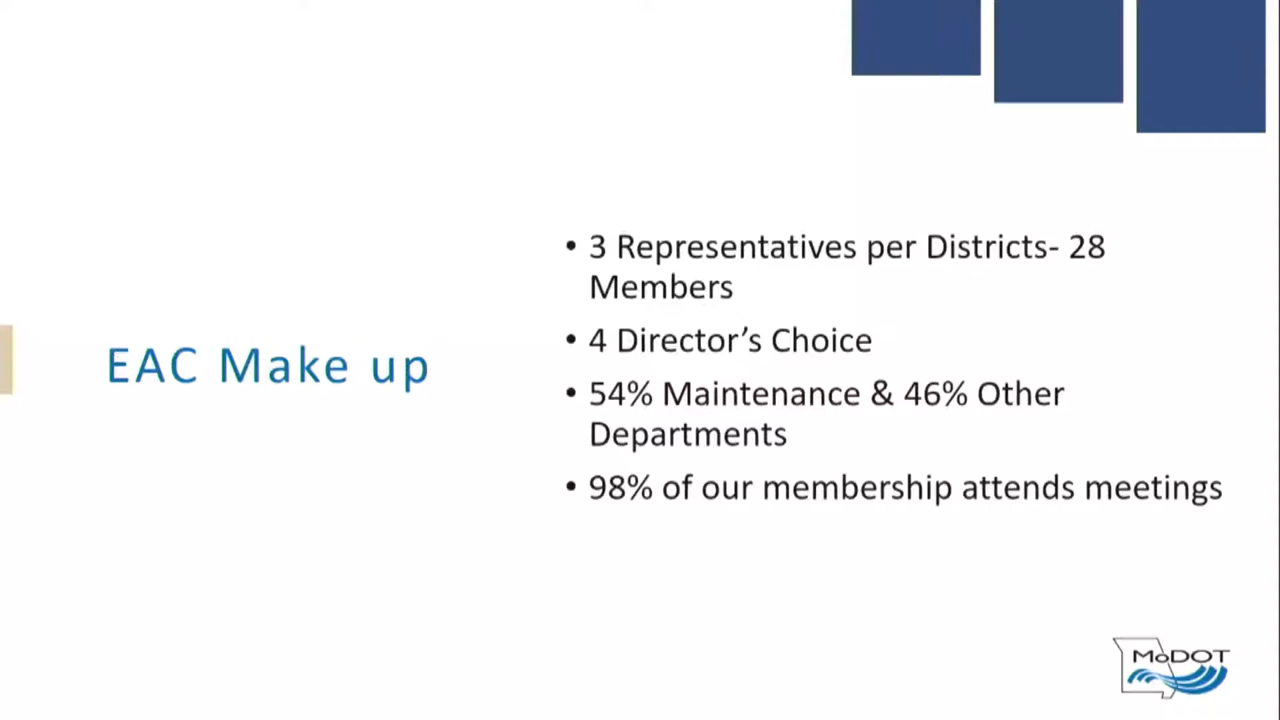 EAC Make up
• 3 Representatives per Districts- 28
Members
• 4 Director’s Choice
• 54% Maintenance & 46% Other
Departments
• 98% of our membership attends meetings
MoDOT